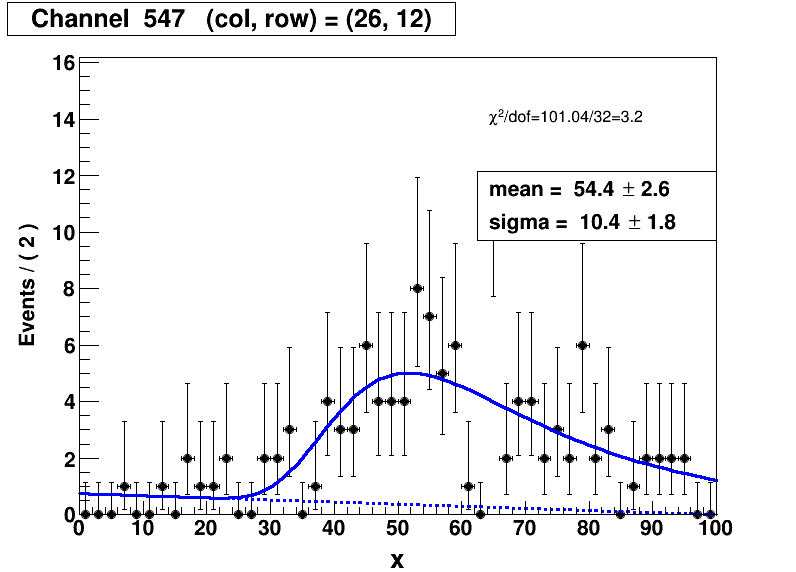 Channel 547 (col, row) = (26, 12)
16
14
12
10
8
6
4
2
0
Events / ( 2 )
χ²/dof=101.04/32=3.2
mean = 54.4 ± 2.6
sigma = 10.4 ± 1.8
0 10 20 30 40 50 60 70 80 90 100
x